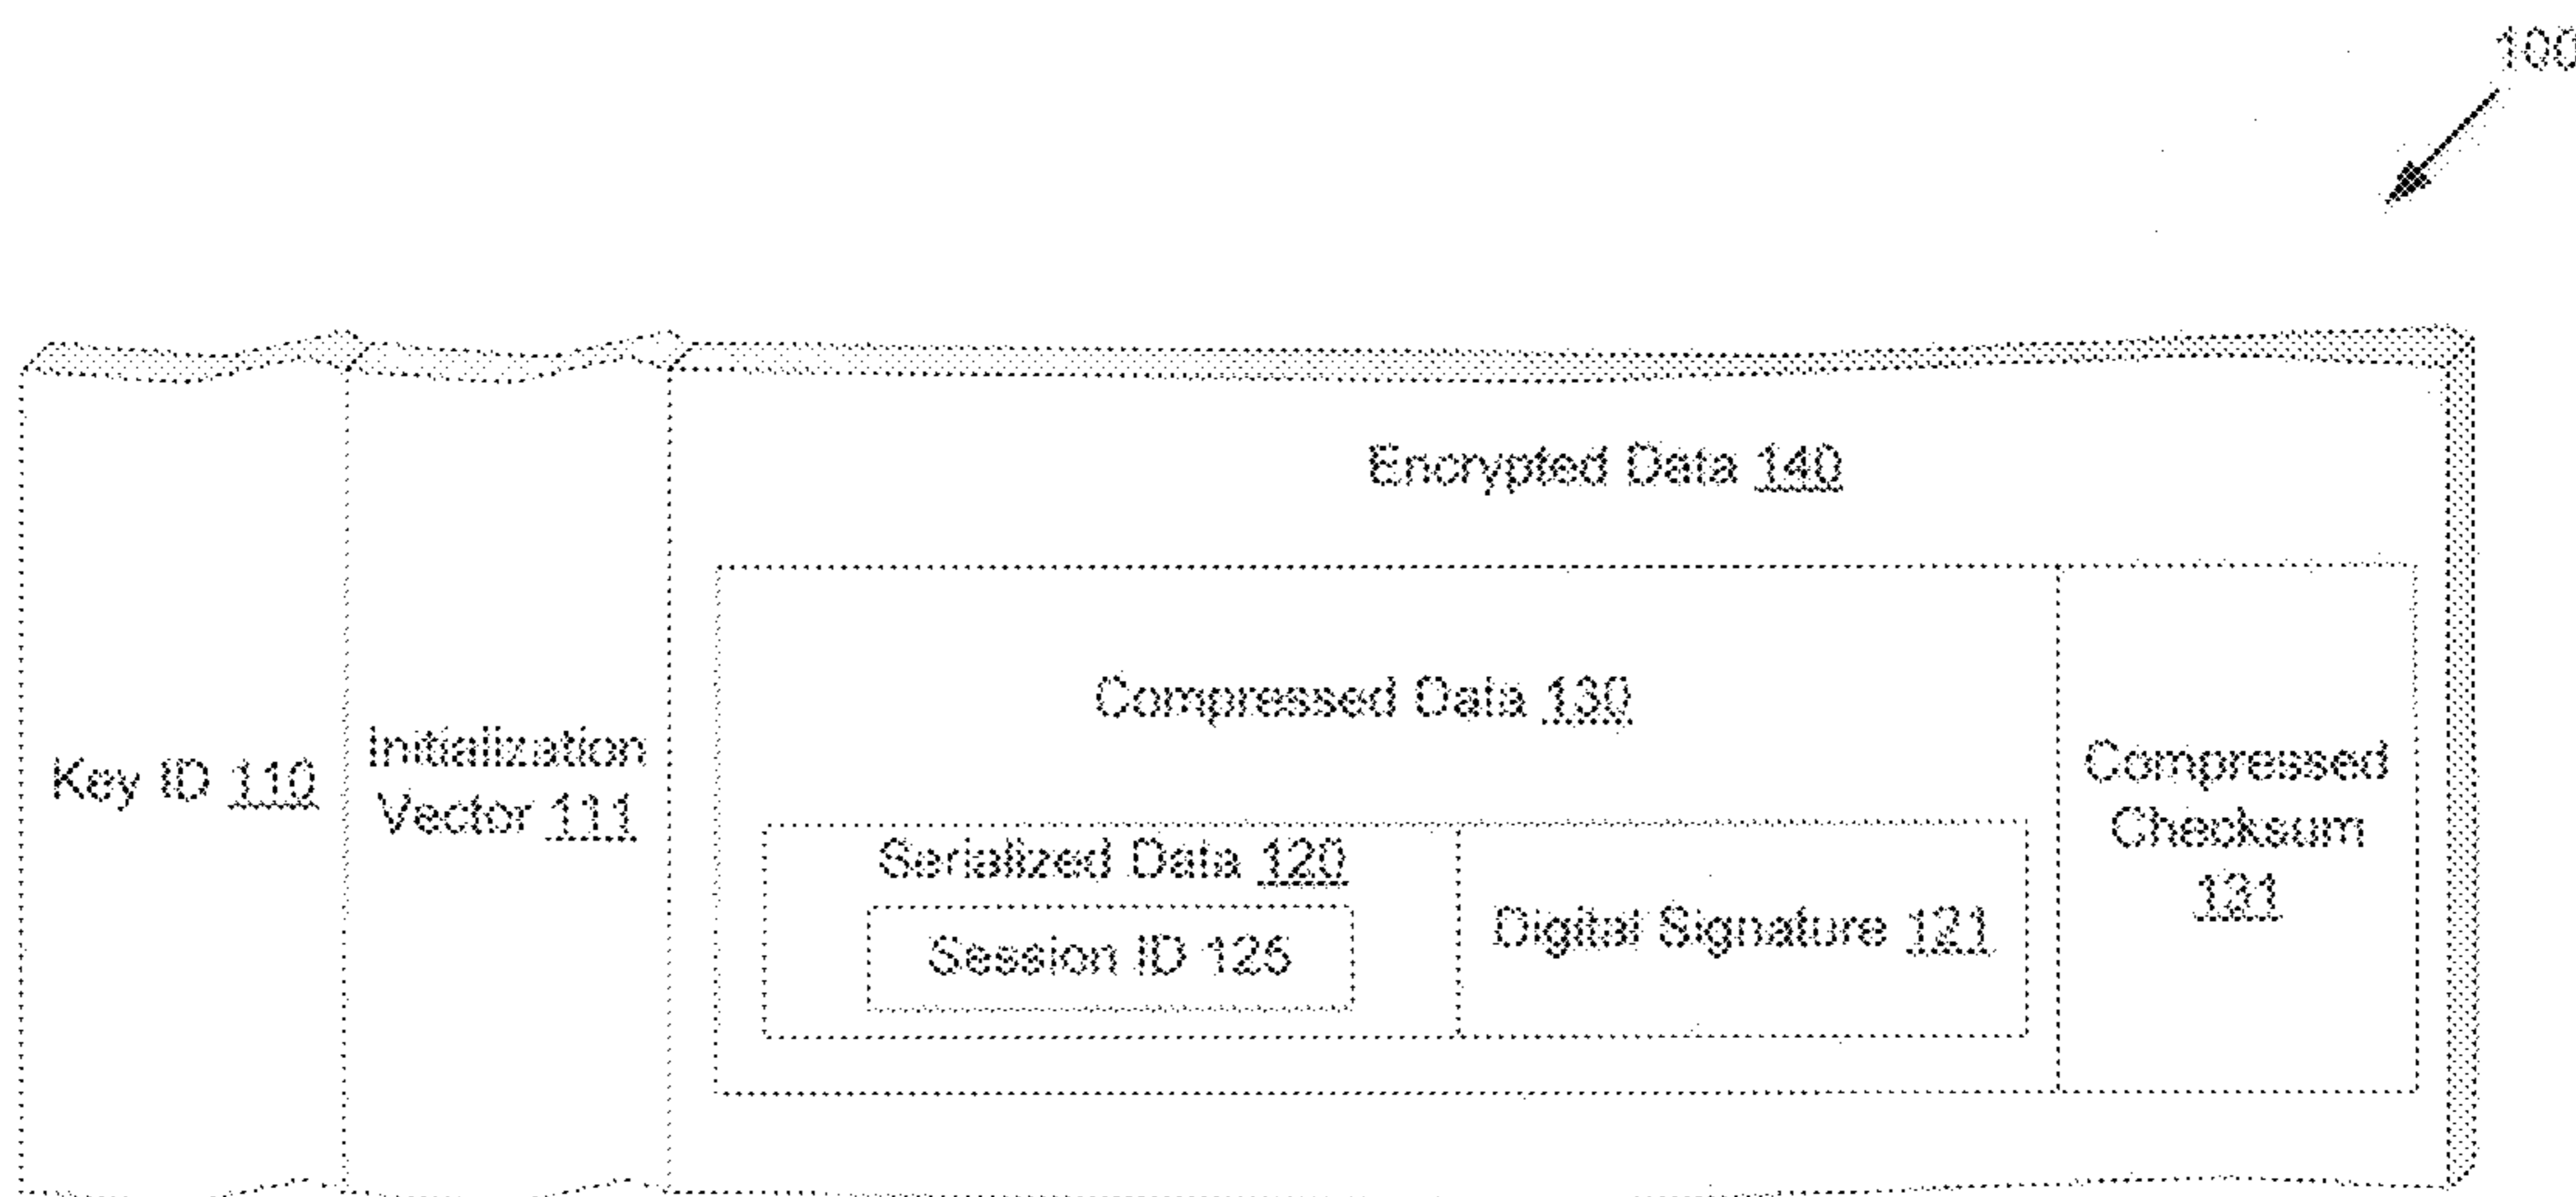 100
Encrypted Data 140
Compressed Data 130
Key ID 110
Initialization
Vector 111
Compressed
Checksum
131
Serialized Data 120
Session ID 125
Digital Signature 121